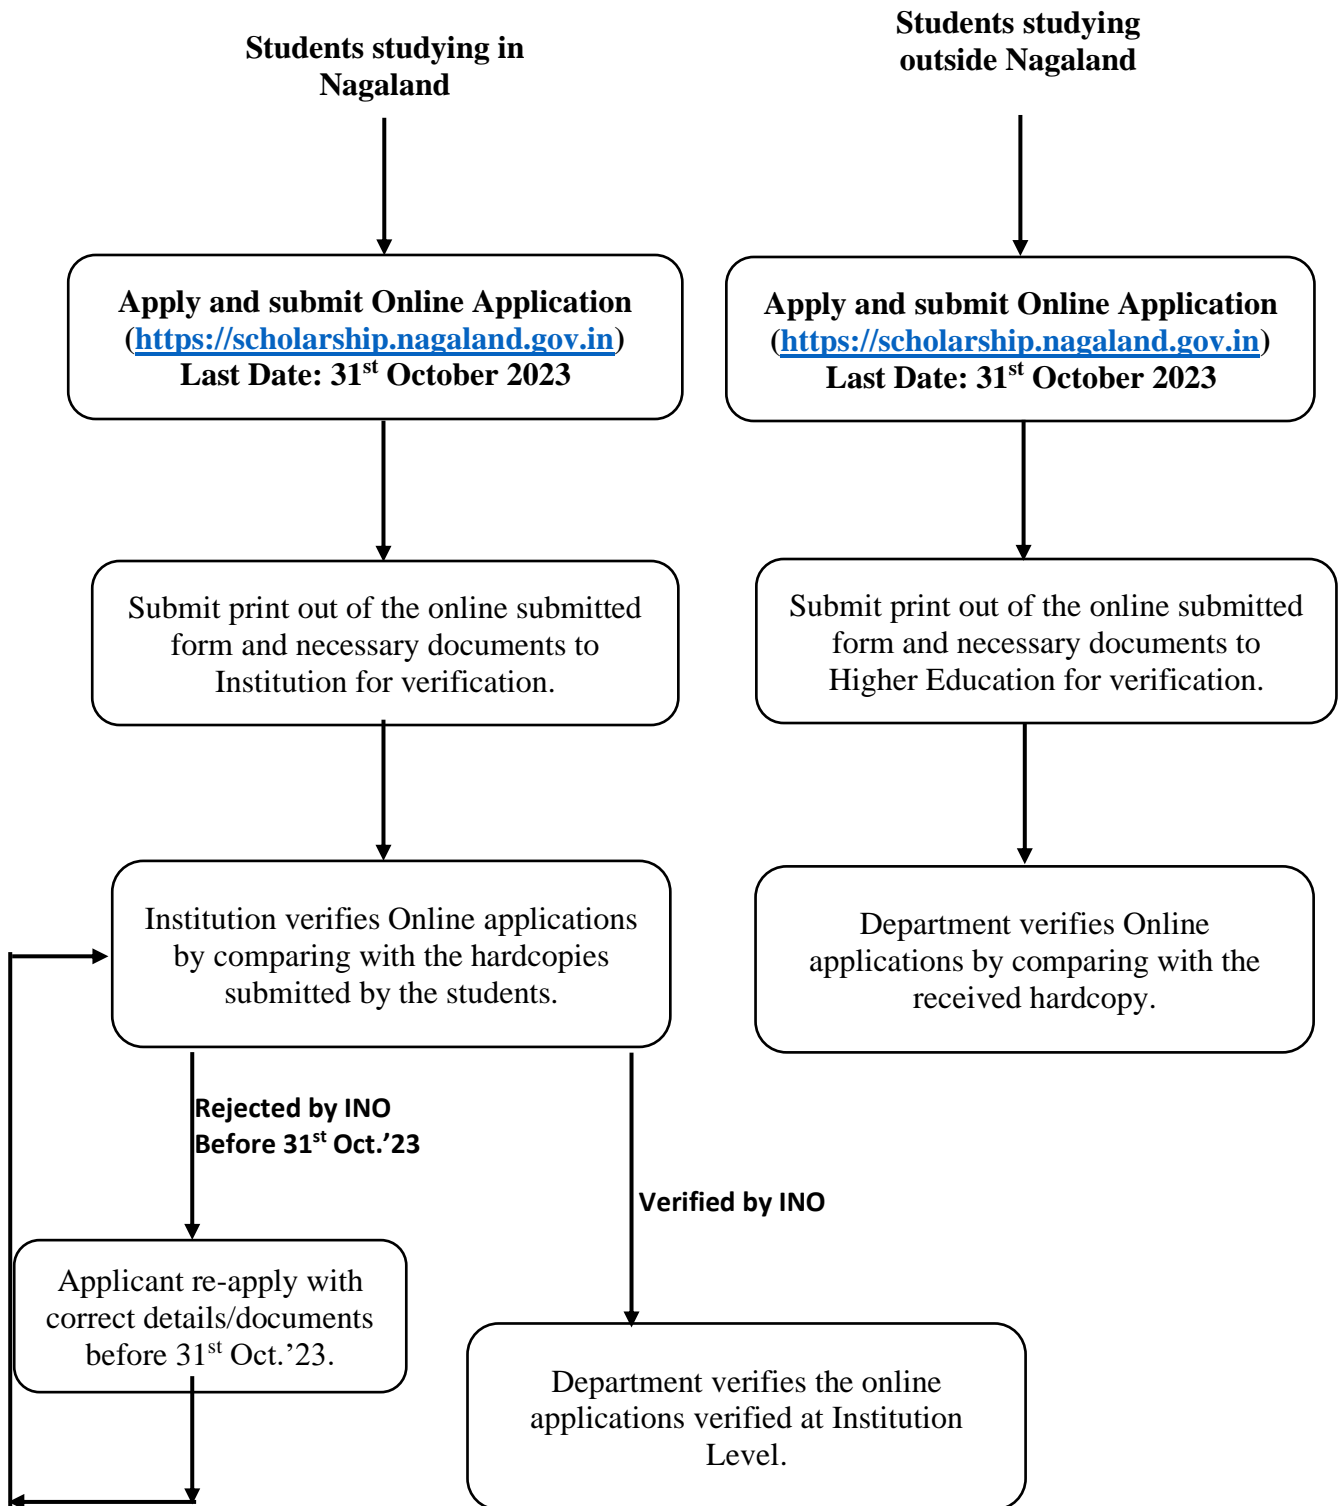 Students studying in
Nagaland
Apply and submit Online Application
(https://scholarship.nagaland.gov.in)
Last Date: 31st October 2023
Submit print out of the online submitted
form and necessary documents to
Institution for verification.
Institution verifies Online applications
by comparing with the hardcopies
submitted by the students.
Rejected by INO
Before 31st Oct.’23
Applicant re-apply with
correct details/documents
before 31st Oct.’23.
Verified by INO
Department verifies the online
applications verified at Institution
Level.
Students studying
outside Nagaland
Apply and submit Online Application
(https://scholarship.nagaland.gov.in)
Last Date: 31st October 2023
Submit print out of the online submitted
form and necessary documents to
Higher Education for verification.
Department verifies Online
applications by comparing with the
received hardcopy.